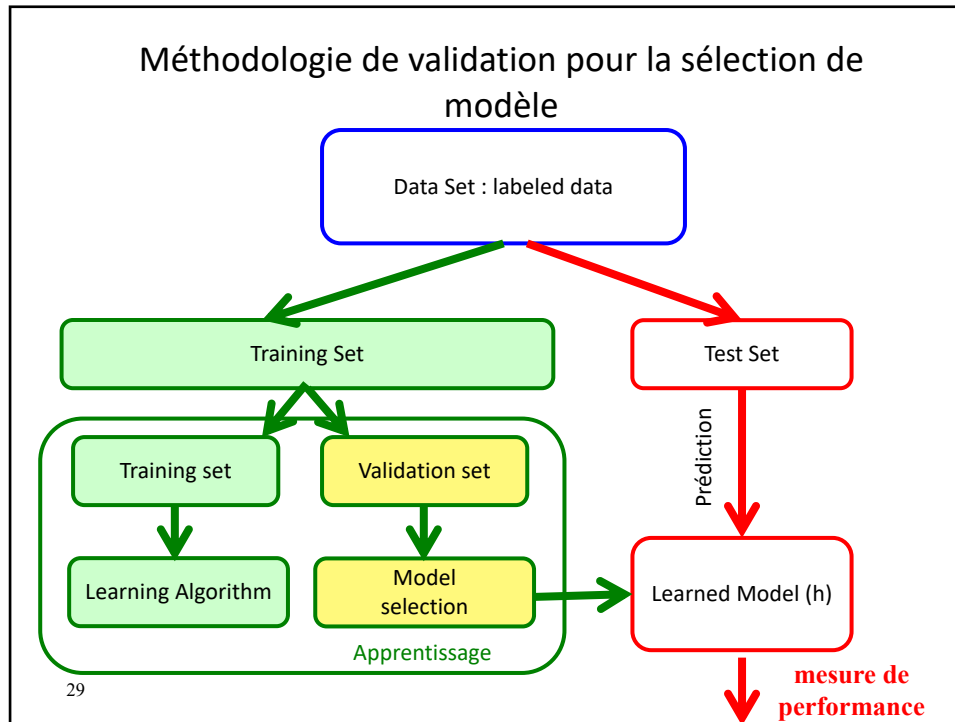 Méthodologie de validation pour la sélection de
modèle
Data Set : labeled data
Training Set
Test Set
Prédiction
Training set
Validation set
Learning Algorithm
Model
selection
Learned Model (h)
Apprentissage
29
mesure de
performance